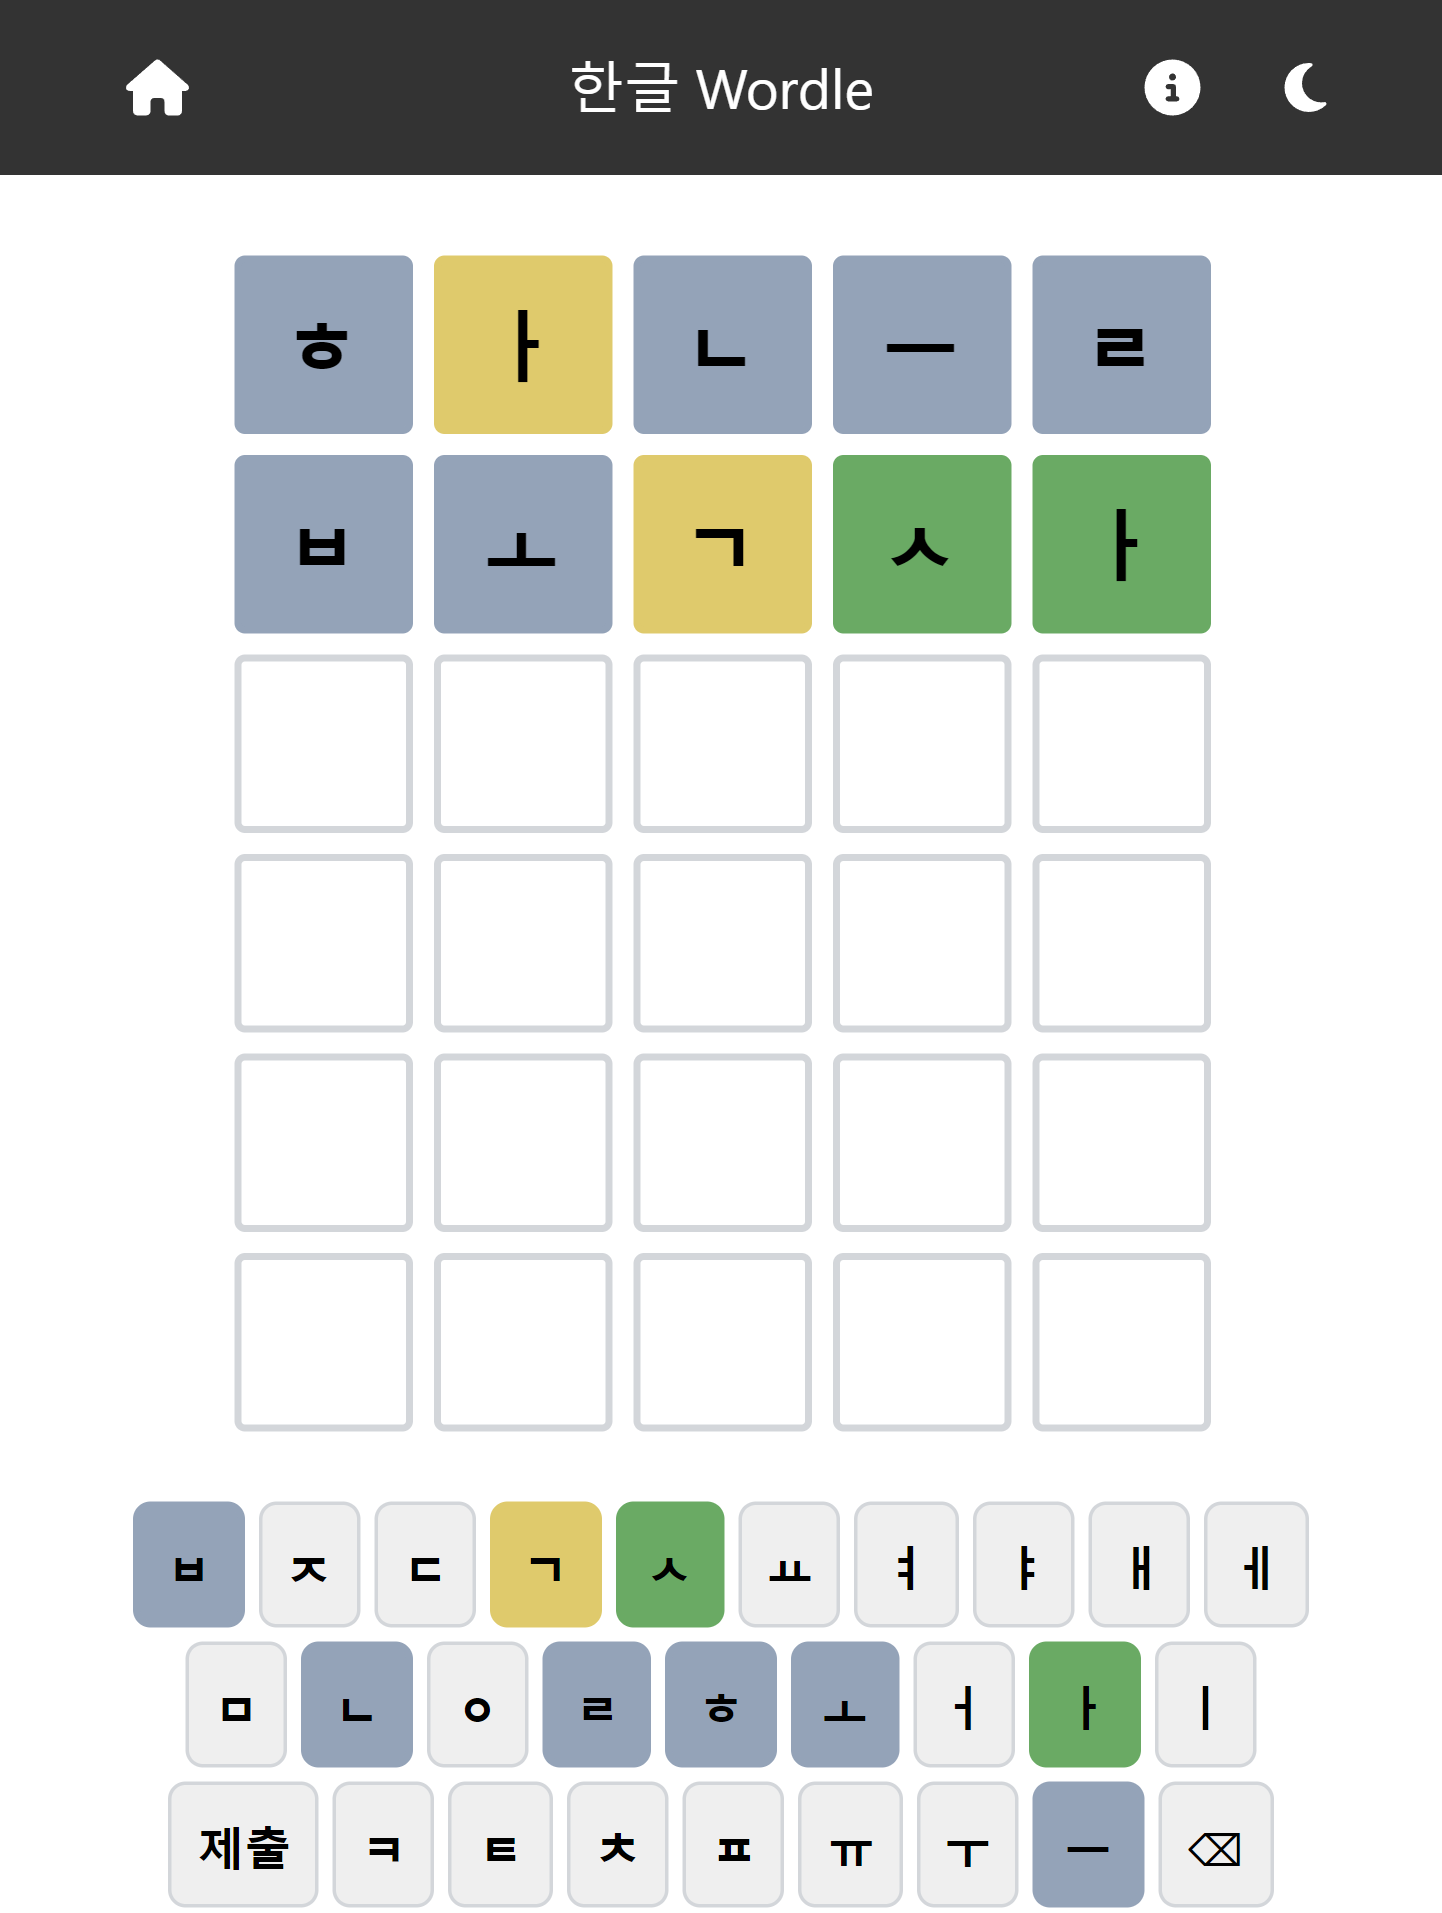 한글 Wordle
ㅎ ㅏ ㄴ ㅡ ㄹ
ㅂ ㅗ ㄱ ㅅ ㅏ
ㅂ ㅈ ㄷ ㄱ ㅅ ㅛ ㅕ ㅑ ㅐ ㅔ
ㅁ ㄴ ㅇ ㄹ ㅎ ㅗ ㅓ ㅏ ㅣ
제출 ㅋ ㅌ ㅊ ㅍ ㅠ ㅜ ㅡ ⌫